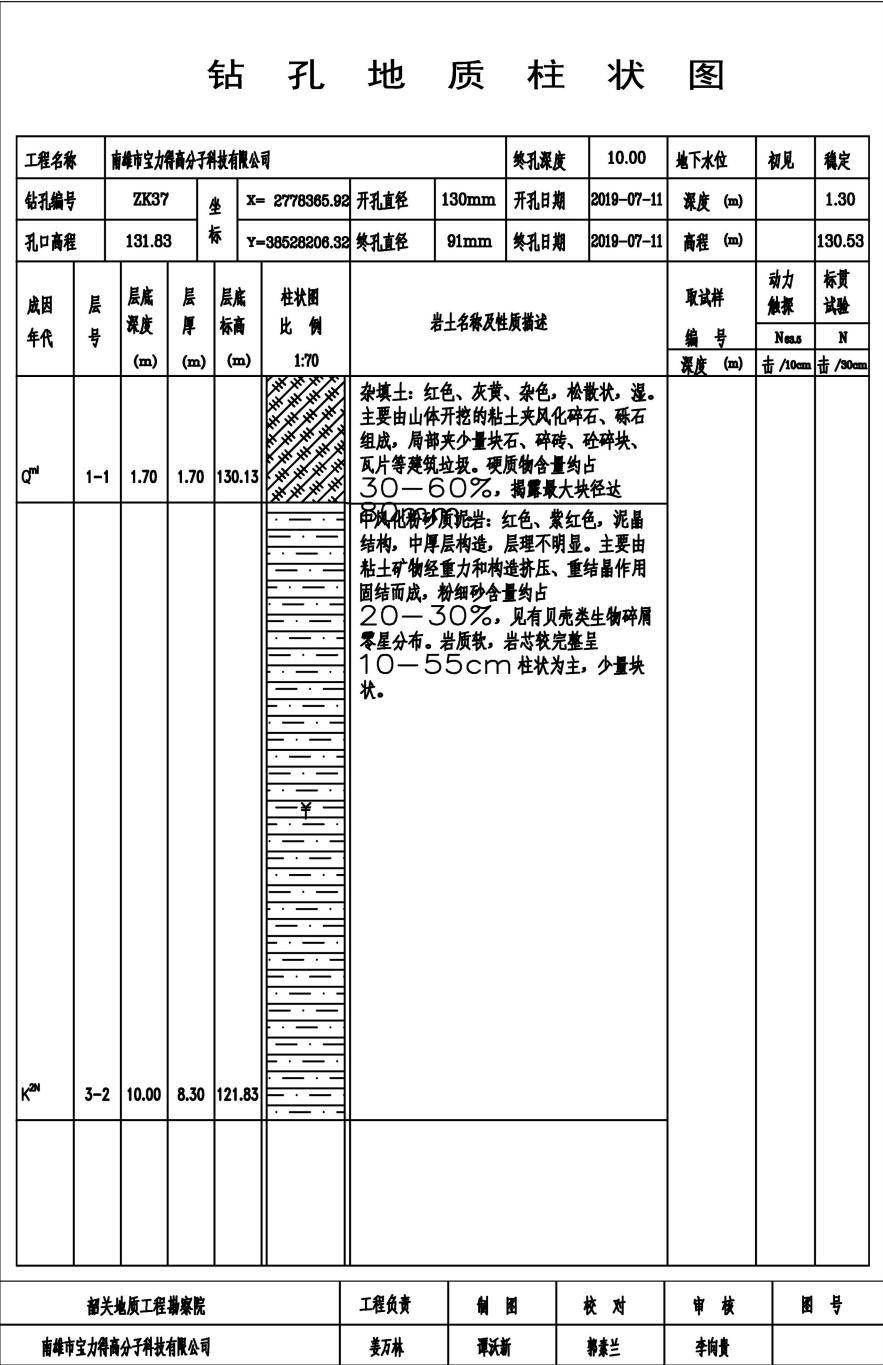 钻孔地质柱状图
工程名称 南雄市宝力得高分子科技有限公司 终孔深度 10.00 地下水位 初见 稳定
钻孔编号 ZK37 坐标 X= 2778365.92 开孔直径 130mm 开孔日期 2019-07-11 深度 (m) 1.30
孔口高程 131.83 Y=38528206.32 终孔直径 91mm 终孔日期 2019-07-11 高程 (m) 130.53
成因年代 层号 层底深度(m) 层厚(m) 层底标高(m) 柱状图比例1:70 岩土名称及性质描述 取试样编号 深度 (m) 动力触探 N63.5 击/10cm 标贯试验 N 击/30cm
杂填土：红色、灰黄、杂色，松散状，湿。
主要由山体开挖的粘土夹风化碎石、砾石
组成，局部夹少量块石、碎砖、砼碎块、
瓦片等建筑垃圾。硬质物含量约占
30—60%，揭露最大块径达
80mm。
Qml 1-1 1.70 1.70 130.13
中风化粉砂质泥岩：红色、紫红色，泥晶
结构，中厚层构造，层理不明显。主要由
粘土矿物经重力和构造挤压、重结晶作用
固结而成，粉细砂含量约占
20—30%，见有贝壳类生物碎屑
零星分布。岩质软，岩芯较完整呈
10—55cm柱状为主，少量块
状。
K2N 3-2 10.00 8.30 121.83
韶关地质工程勘察院 工程负责 制图 校对 审核 图号
南雄市宝力得高分子科技有限公司 姜万林 谭沃新 郭素兰 李向贵